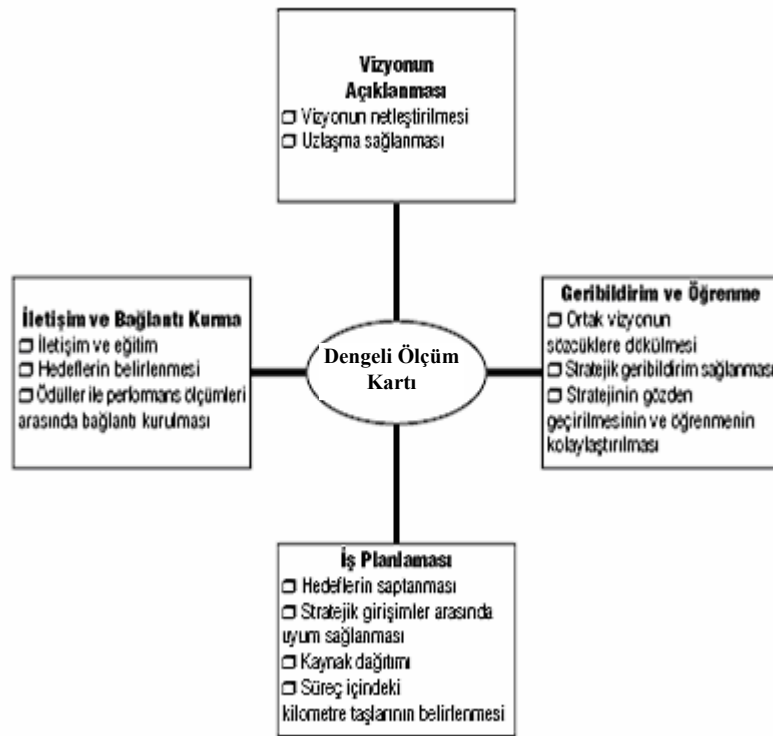 Vizyonun
Açıklanması
❐ Vizyonun netleştirilmesi
❐ Uzlaşma sağlanması
İletişim ve Bağlantı Kurma
❐ İletişim ve eğitim
❐ Hedeflerin belirlenmesi
❐ Ödüller ile performans ölçümleri
arasında bağlantı kurulması
Dengeli Ölçüm
Kartı
Geribildirim ve Öğrenme
❐ Ortak vizyonun
sözcüklere dökülmesi
❐ Stratejik geribildirim sağlanması
❐ Stratejinin gözden
geçirilmesinin ve öğrenmenin
kolaylaştırılması
İş Planlaması
❐ Hedeflerin saptanması
❐ Stratejik girişimler arasında
uyum sağlanması
❐ Kaynak dağıtımı
❐ Süreç içindeki
kilometre taşlarının belirlenmesi